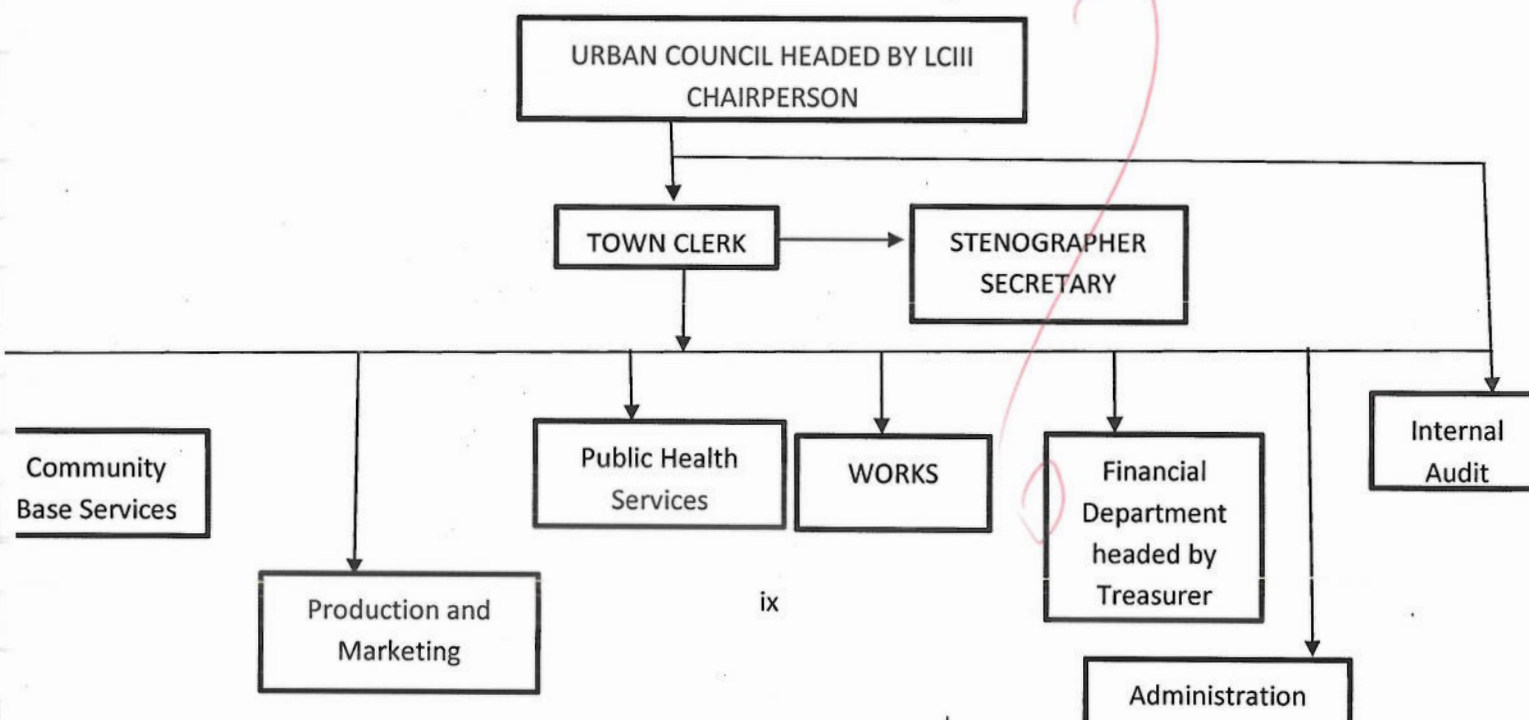 URBAN COUNCIL HEADED BY LCIII
CHAIRPERSON
TOWN CLERK
STENOGRAPHER
SECRETARY
Community
Base Services
Production and
Marketing
Public Health
Services
WORKS
Financial
Department
headed by
Treasurer
Internal
Audit
Administration
ix